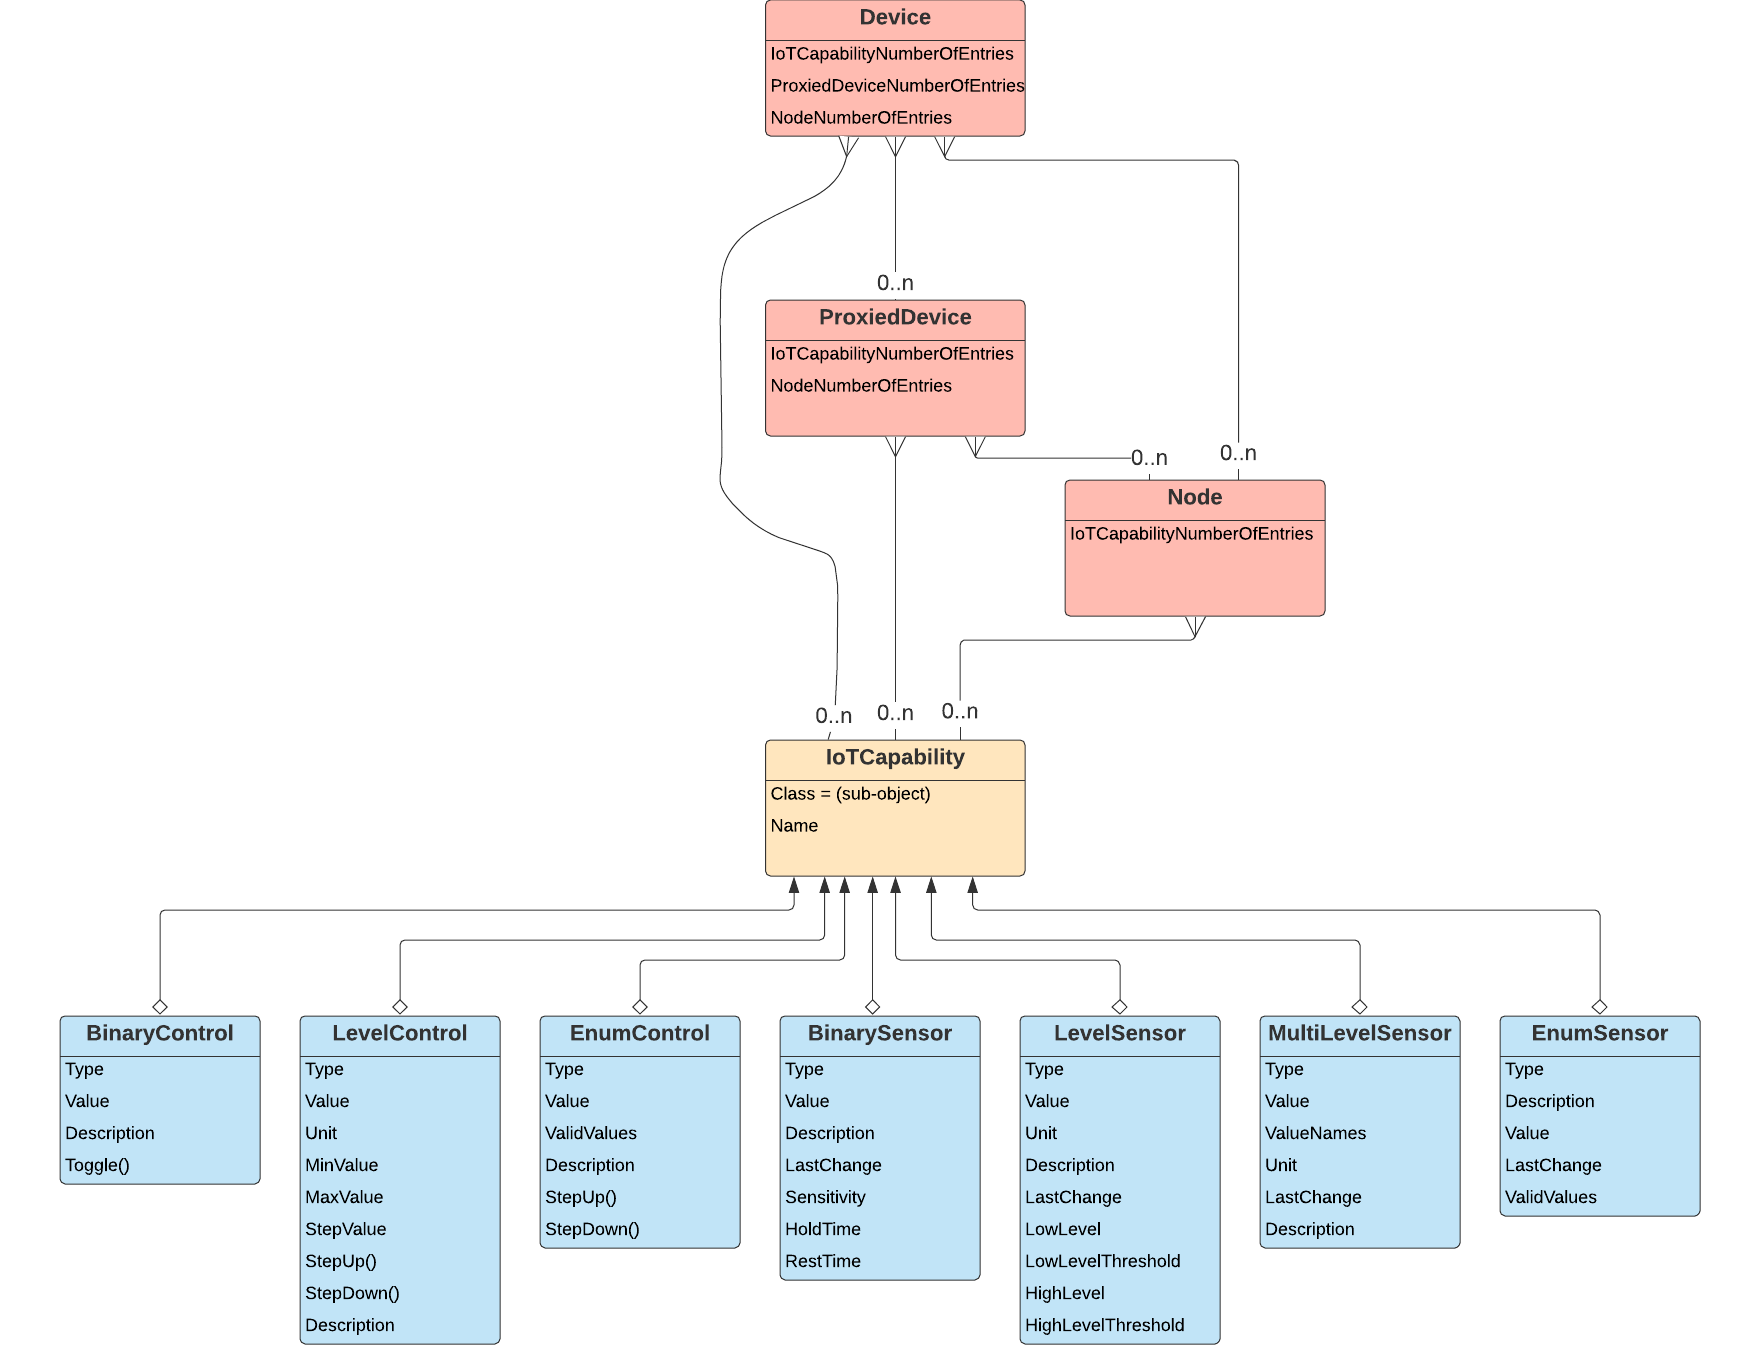 Device
IoTCapabilityNumberOfEntries
ProxiedDeviceNumberOfEntries
NodeNumberOfEntries
0..n
ProxiedDevice
IoTCapabilityNumberOfEntries
NodeNumberOfEntries
0..n
0..n
Node
IoTCapabilityNumberOfEntries
0..n
0..n
0..n
IoTCapability
Class = (sub-object)
Name
BinaryControl
Type
Value
Description
Toggle()
LevelControl
Type
Value
Unit
MinValue
MaxValue
StepValue
StepUp()
StepDown()
Description
EnumControl
Type
Value
ValidValues
Description
StepUp()
StepDown()
BinarySensor
Type
Value
Description
LastChange
Sensitivity
HoldTime
RestTime
LevelSensor
Type
Value
Unit
Description
LastChange
LowLevel
LowLevelThreshold
HighLevel
HighLevelThreshold
MultiLevelSensor
Type
Value
ValueNames
Unit
LastChange
Description
EnumSensor
Type
Description
Value
LastChange
ValidValues